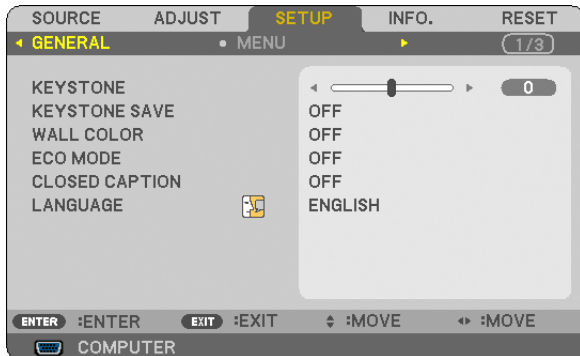 SOURCE ADJUST SETUP INFO. RESET
GENERAL • MENU (1/3)
KEYSTONE 0
KEYSTONE SAVE OFF
WALL COLOR OFF
ECO MODE OFF
CLOSED CAPTION OFF
LANGUAGE ENGLISH
ENTER :ENTER EXIT :EXIT :MOVE :MOVE
COMPUTER